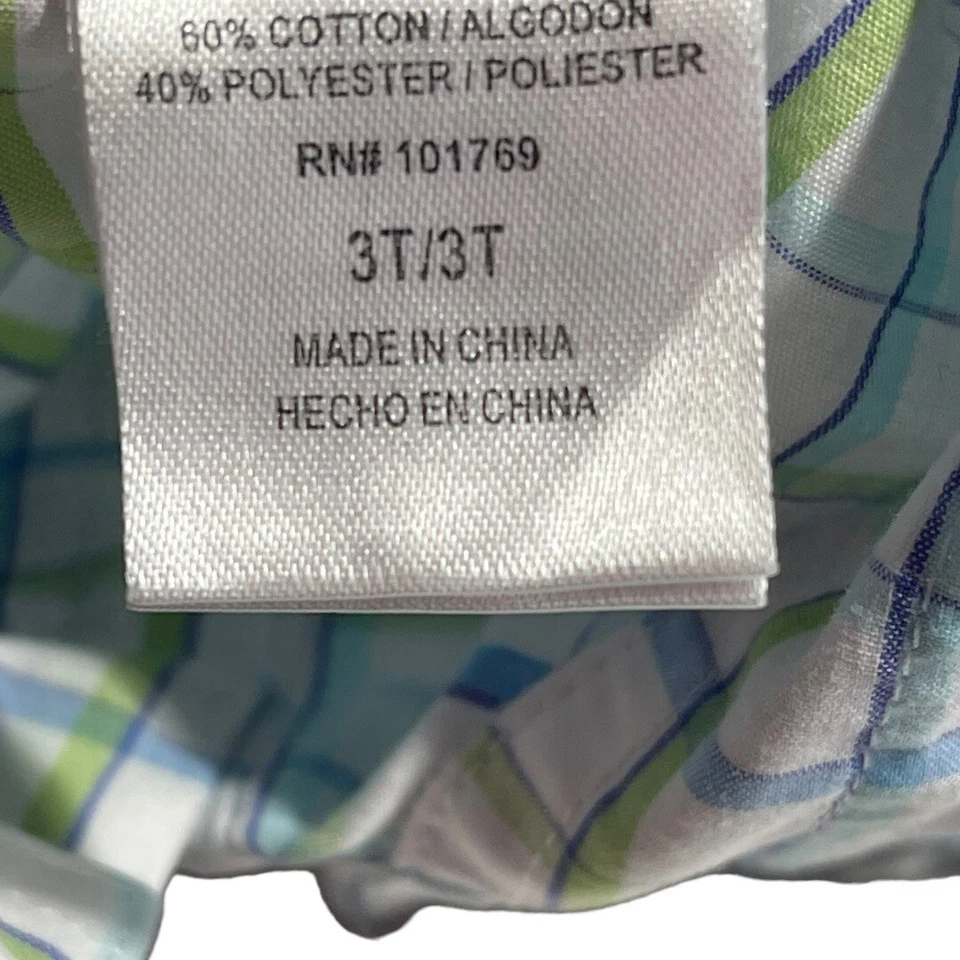 60% COTTON / ALGODON
40% POLYESTER / POLIESTER
RN# 101769
3T/3T
MADE IN CHINA
HECHO EN CHINA